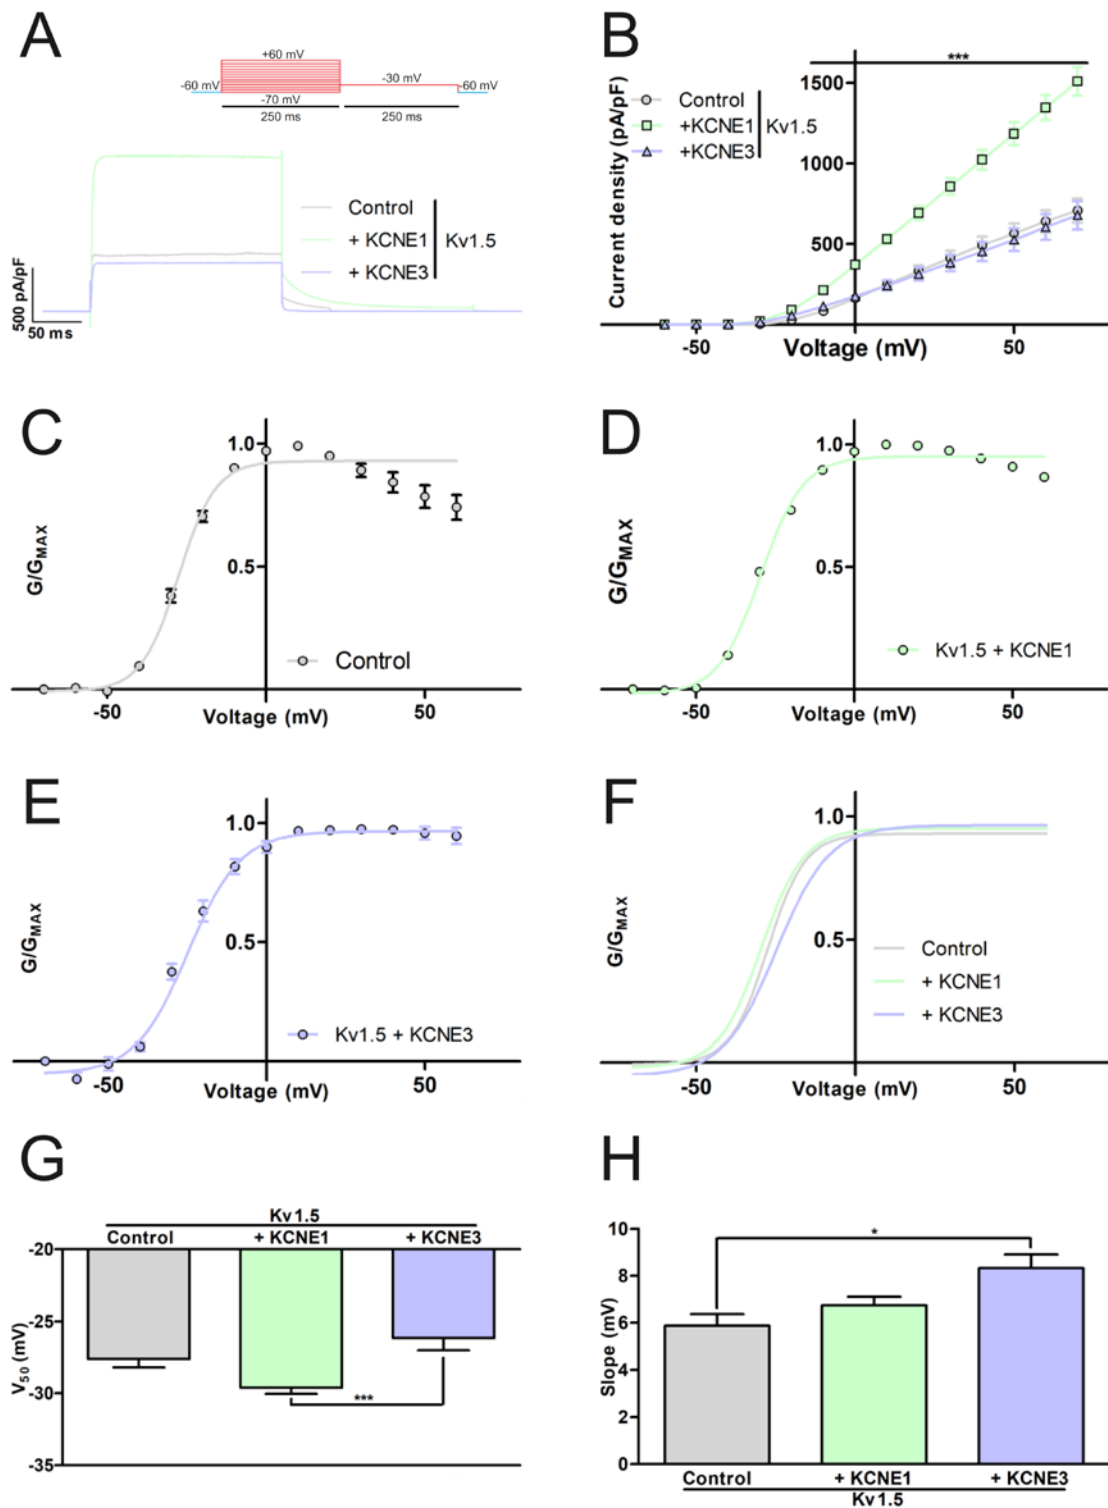 A
+60 mV
-60 mV
-30 mV
-60 mV
-70 mV
250 ms
250 ms
Control
+ KCNE1
+ KCNE3
Kv1.5
500 pA/pF
50 ms
B
***
Control
+KCNE1
+KCNE3
Kv1.5
Current density (pA/pF)
1500
1000
500
-50
50
Voltage (mV)
C
1.0
0.5
G/GMAX
Control
-50
50
Voltage (mV)
D
1.0
0.5
G/GMAX
Kv1.5 + KCNE1
-50
50
Voltage (mV)
E
1.0
0.5
G/GMAX
Kv1.5 + KCNE3
-50
50
Voltage (mV)
F
1.0
0.5
G/GMAX
Control
+ KCNE1
+ KCNE3
-50
50
Voltage (mV)
G
Kv1.5
Control
+ KCNE1
+ KCNE3
-20
-25
-30
-35
V50 (mV)
***
H
10
8
6
4
2
0
Slope (mV)
*
Control
+ KCNE1
+ KCNE3
Kv1.5